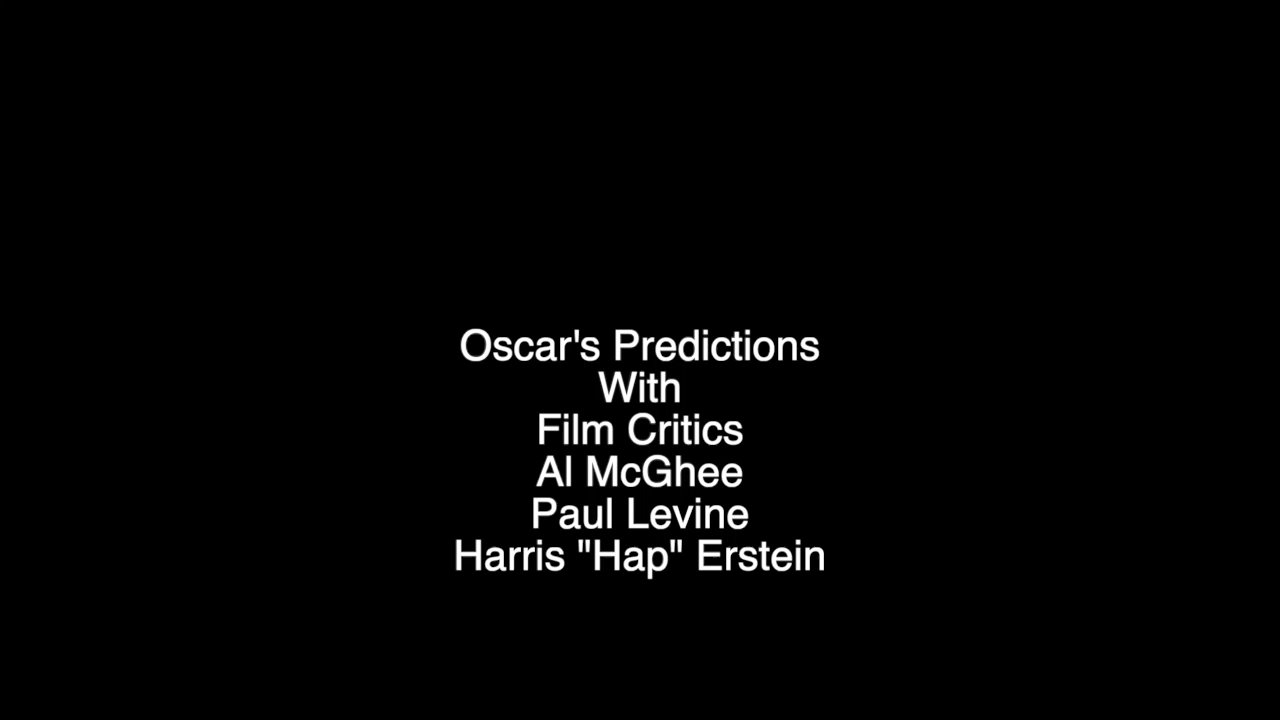 Oscar's Predictions
With
Film Critics
Al McGhee
Paul Levine
Harris "Hap" Erstein